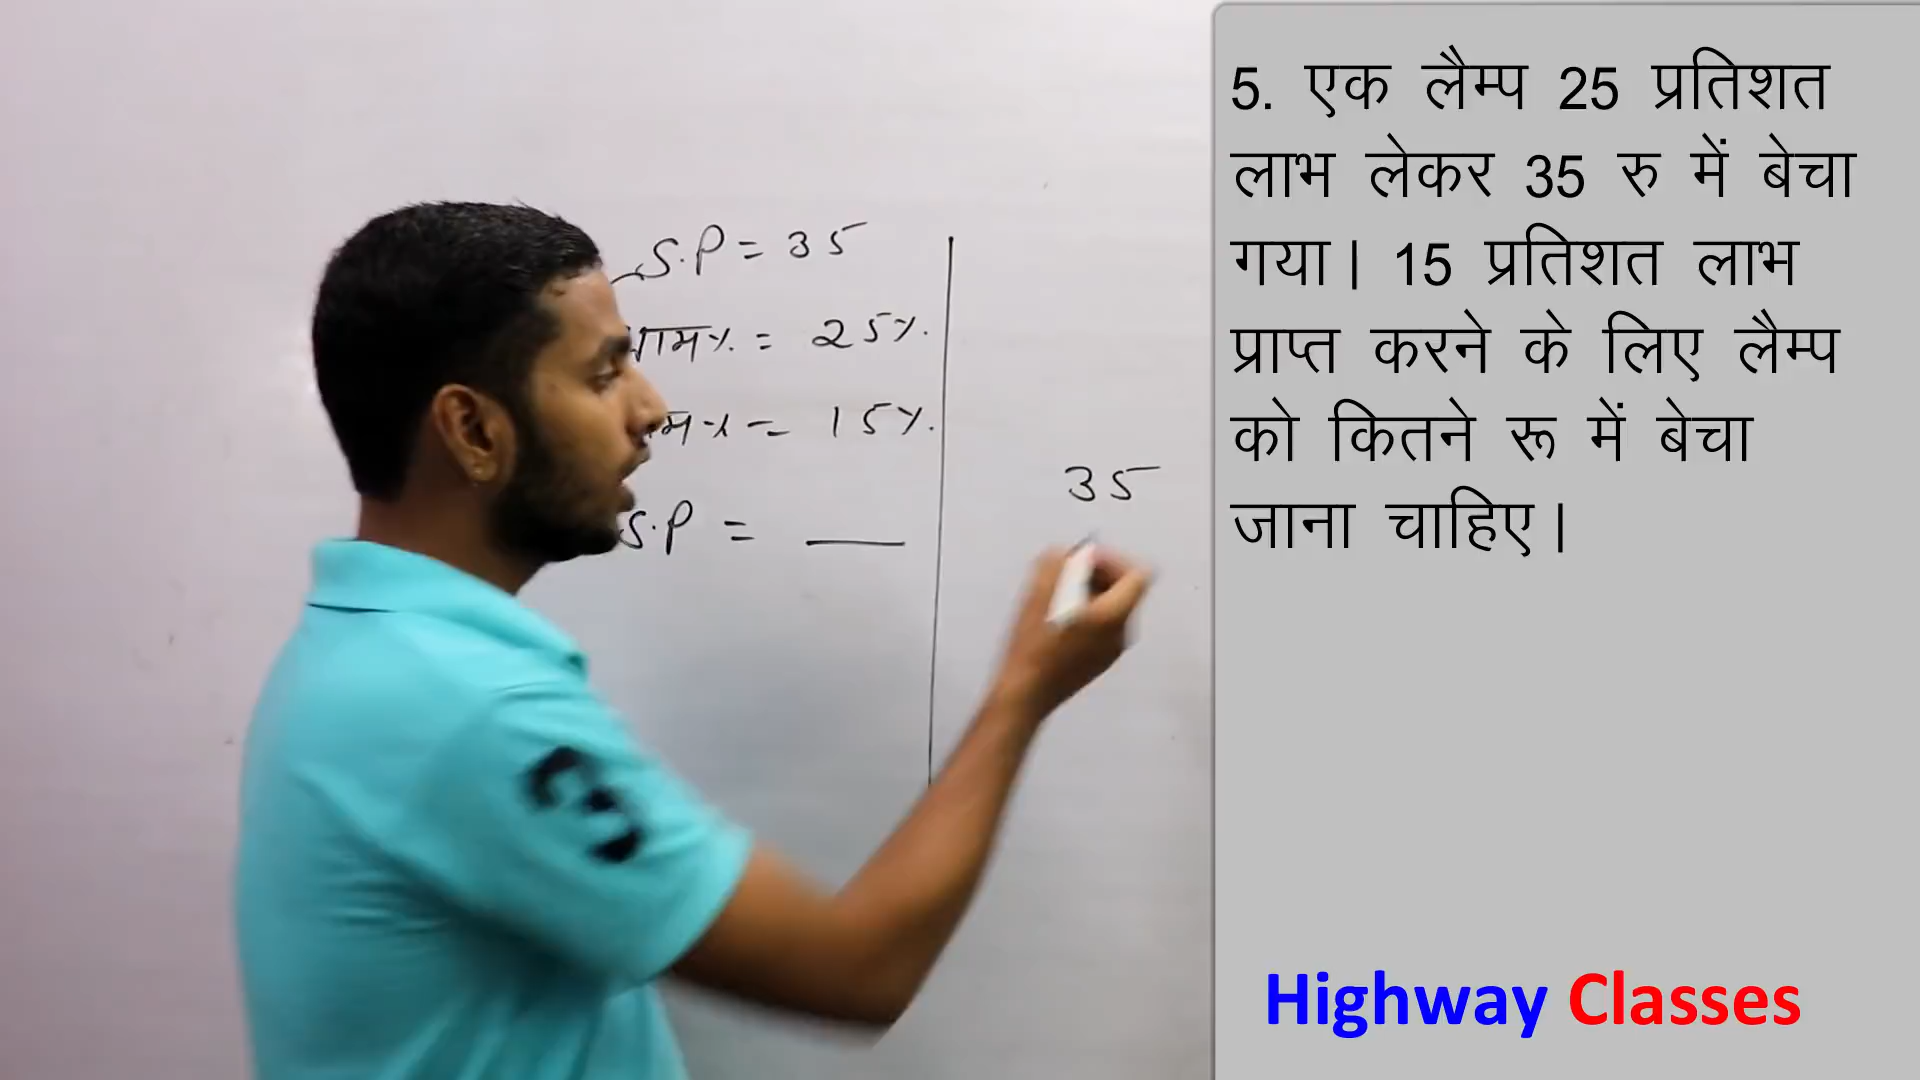 S.P = 35
= 25%.
= 15%.
S.P =
35
5. एक लैम्प 25 प्रतिशत
लाभ लेकर 35 रु में बेचा
गया। 15 प्रतिशत लाभ
प्राप्त करने के लिए लैम्प
को कितने रू में बेचा
जाना चाहिए।
Highway Classes